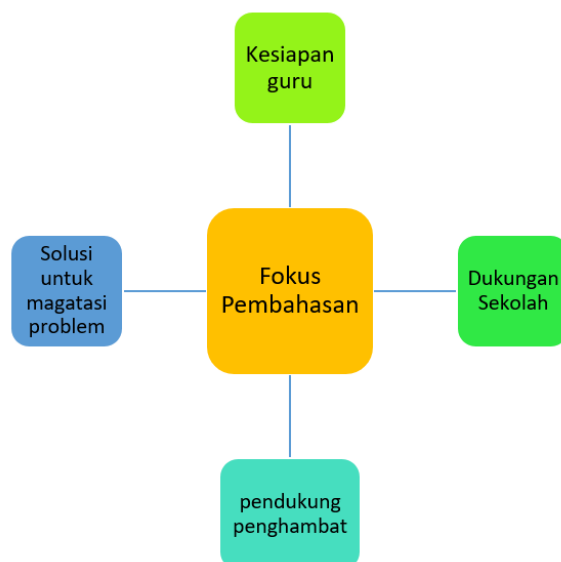 Kesiapan
guru
Solusi
untuk
magatasi
problem
Fokus
Pembahasan
Dukungan
Sekolah
pendukung
penghambat